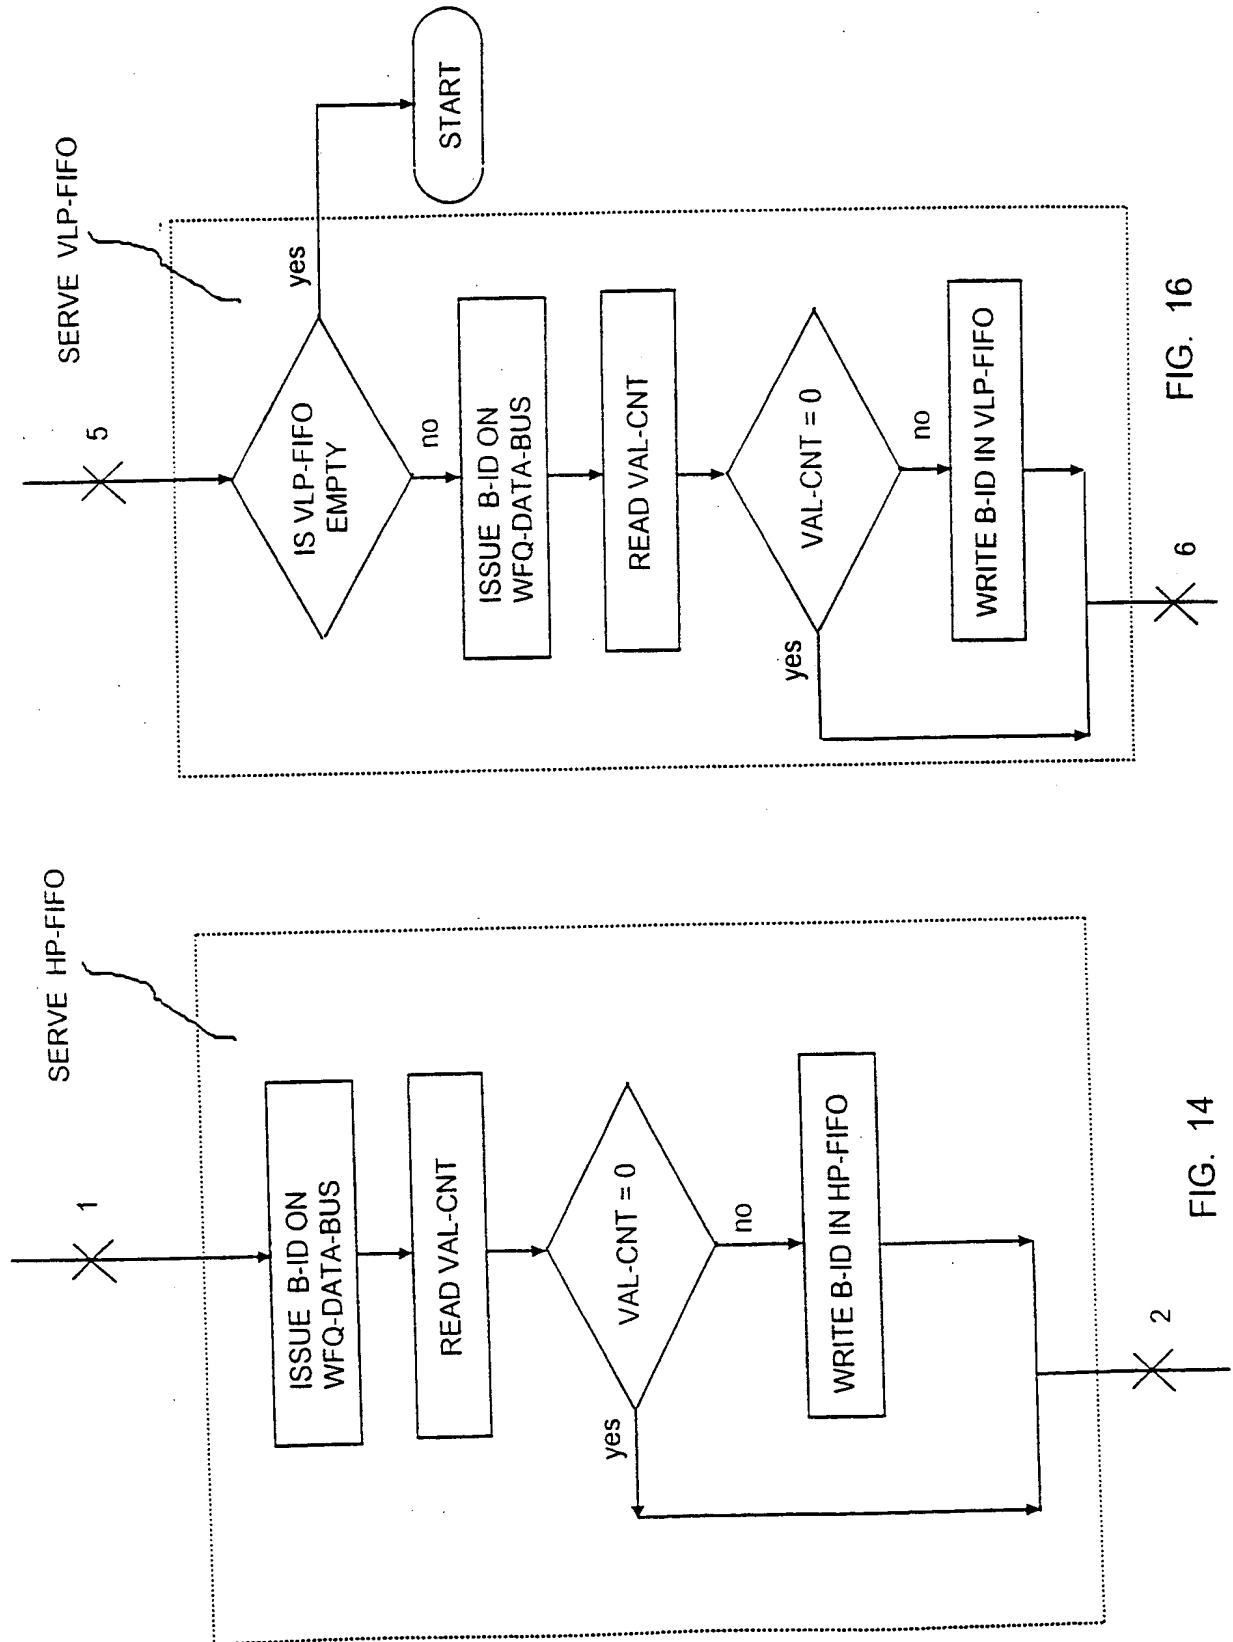 SERVE HP-FIFO
1
ISSUE B-ID ON
WFQ-DATA-BUS
READ VAL-CNT
VAL-CNT = 0
yes
no
WRITE B-ID IN HP-FIFO
2
FIG. 14
SERVE VLP-FIFO
5
IS VLP-FIFO
EMPTY
yes
START
no
ISSUE B-ID ON
WFQ-DATA-BUS
READ VAL-CNT
VAL-CNT = 0
yes
no
WRITE B-ID IN VLP-FIFO
6
FIG. 16